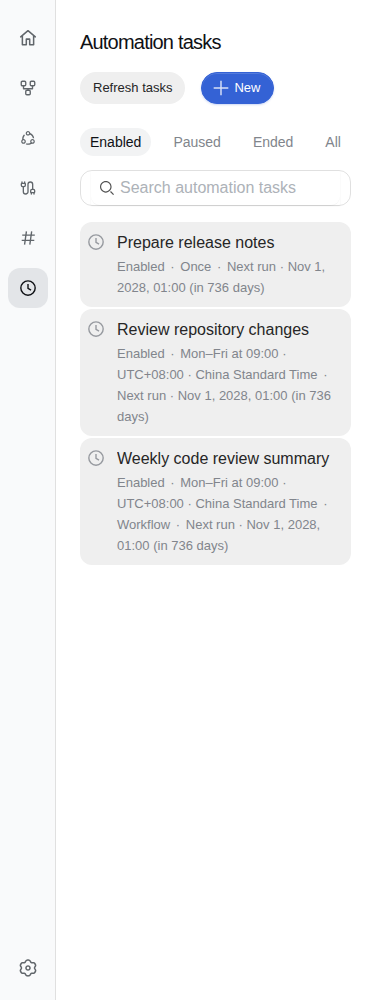 Automation tasks
Refresh tasks
New
Enabled Paused Ended All
Search automation tasks
Prepare release notes
Enabled · Once · Next run · Nov 1,
2028, 01:00 (in 736 days)
Review repository changes
Enabled · Mon–Fri at 09:00 ·
UTC+08:00 · China Standard Time ·
Next run · Nov 1, 2028, 01:00 (in 736
days)
Weekly code review summary
Enabled · Mon–Fri at 09:00 ·
UTC+08:00 · China Standard Time ·
Workflow · Next run · Nov 1, 2028,
01:00 (in 736 days)